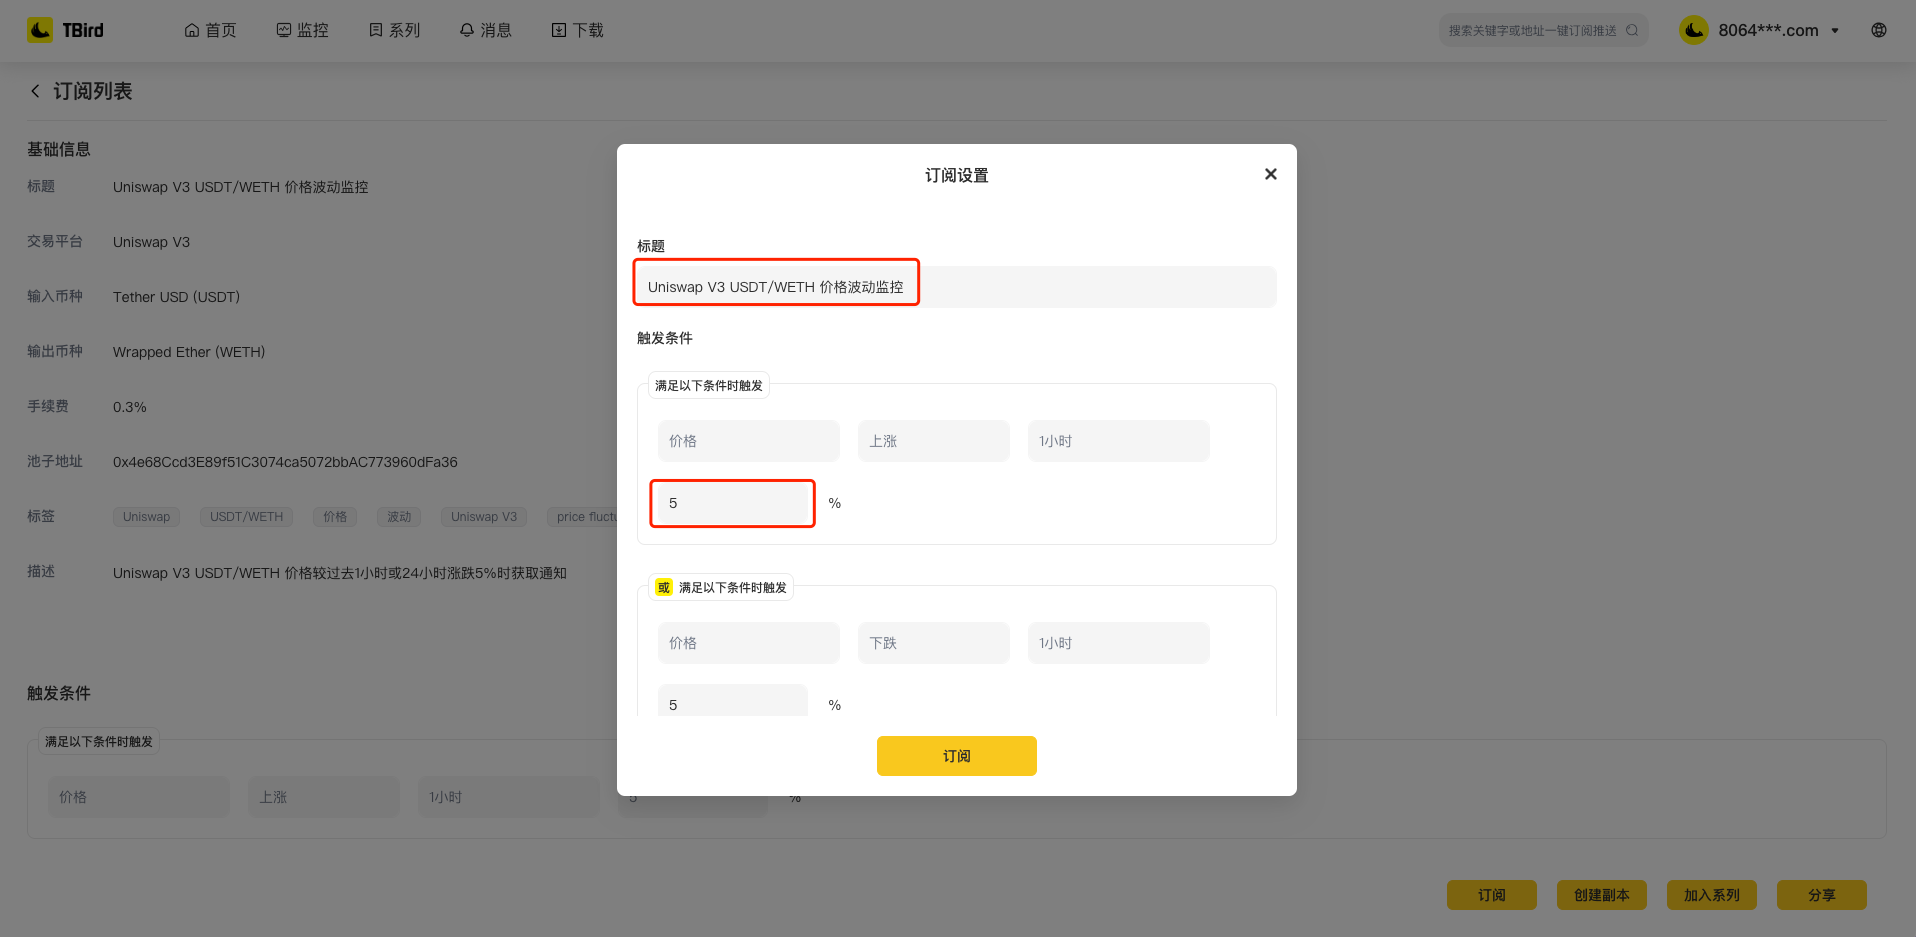 TBird 首页 监控 系列 消息 下载 搜索关键字或地址一键订阅推送 8064***.com
订阅列表
基础信息
标题 Uniswap V3 USDT/WETH 价格波动监控
交易平台 Uniswap V3
输入币种 Tether USD (USDT)
输出币种 Wrapped Ether (WETH)
手续费 0.3%
池子地址 0x4e68Ccd3E89f51C3074ca5072bbAC773960dFa36
标签 Uniswap USDT/WETH 价格 波动 Uniswap V3 price fluctu
描述 Uniswap V3 USDT/WETH 价格较过去1小时或24小时涨跌5%时获取通知
触发条件
满足以下条件时触发
价格 上涨 1小时 5 %
订阅 创建副本 加入系列 分享
订阅设置
标题
Uniswap V3 USDT/WETH 价格波动监控
触发条件
满足以下条件时触发
价格 上涨 1小时
5 %
或 满足以下条件时触发
价格 下跌 1小时
5 %
订阅